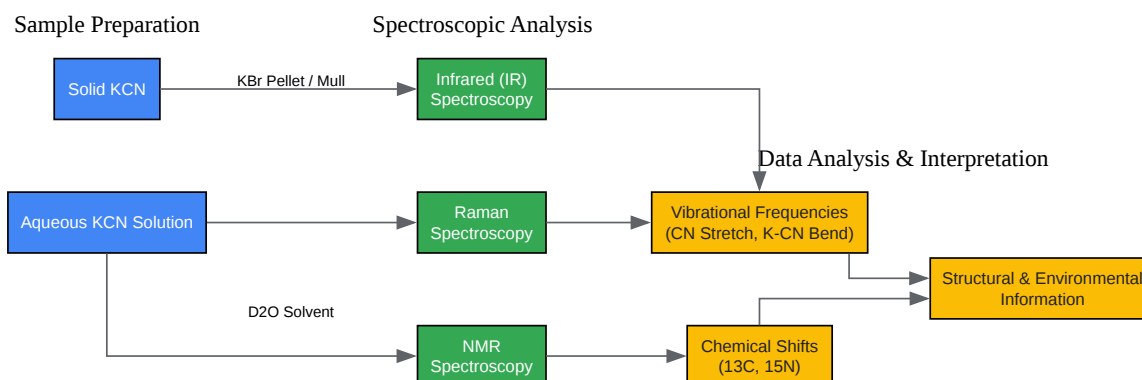 Sample Preparation
Spectroscopic Analysis
Solid KCN
KBr Pellet / Mull
Infrared (IR)
Spectroscopy
Data Analysis & Interpretation
Aqueous KCN Solution
Raman
Spectroscopy
Vibrational Frequencies
(CN Stretch, K-CN Bend)
Structural & Environmental
Information
D2O Solvent
NMR
Spectroscopy
Chemical Shifts
(13C, 15N)